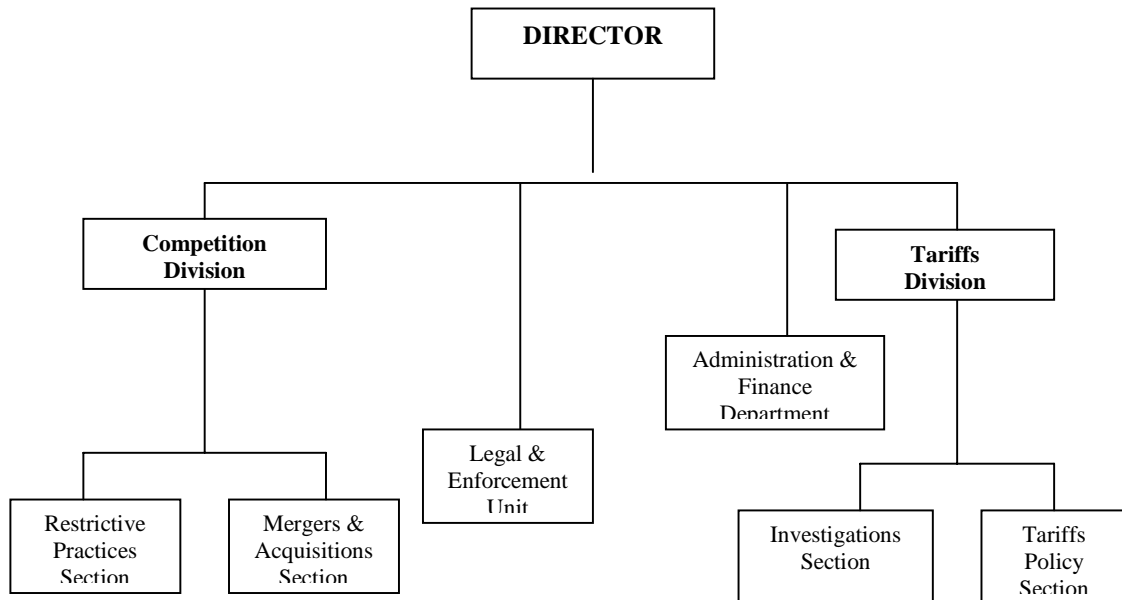 DIRECTOR
Competition
Division
Tariffs
Division
Administration &
Finance
Department
Legal &
Enforcement
Unit
Restrictive
Practices
Section
Mergers &
Acquisitions
Section
Investigations
Section
Tariffs
Policy
Section